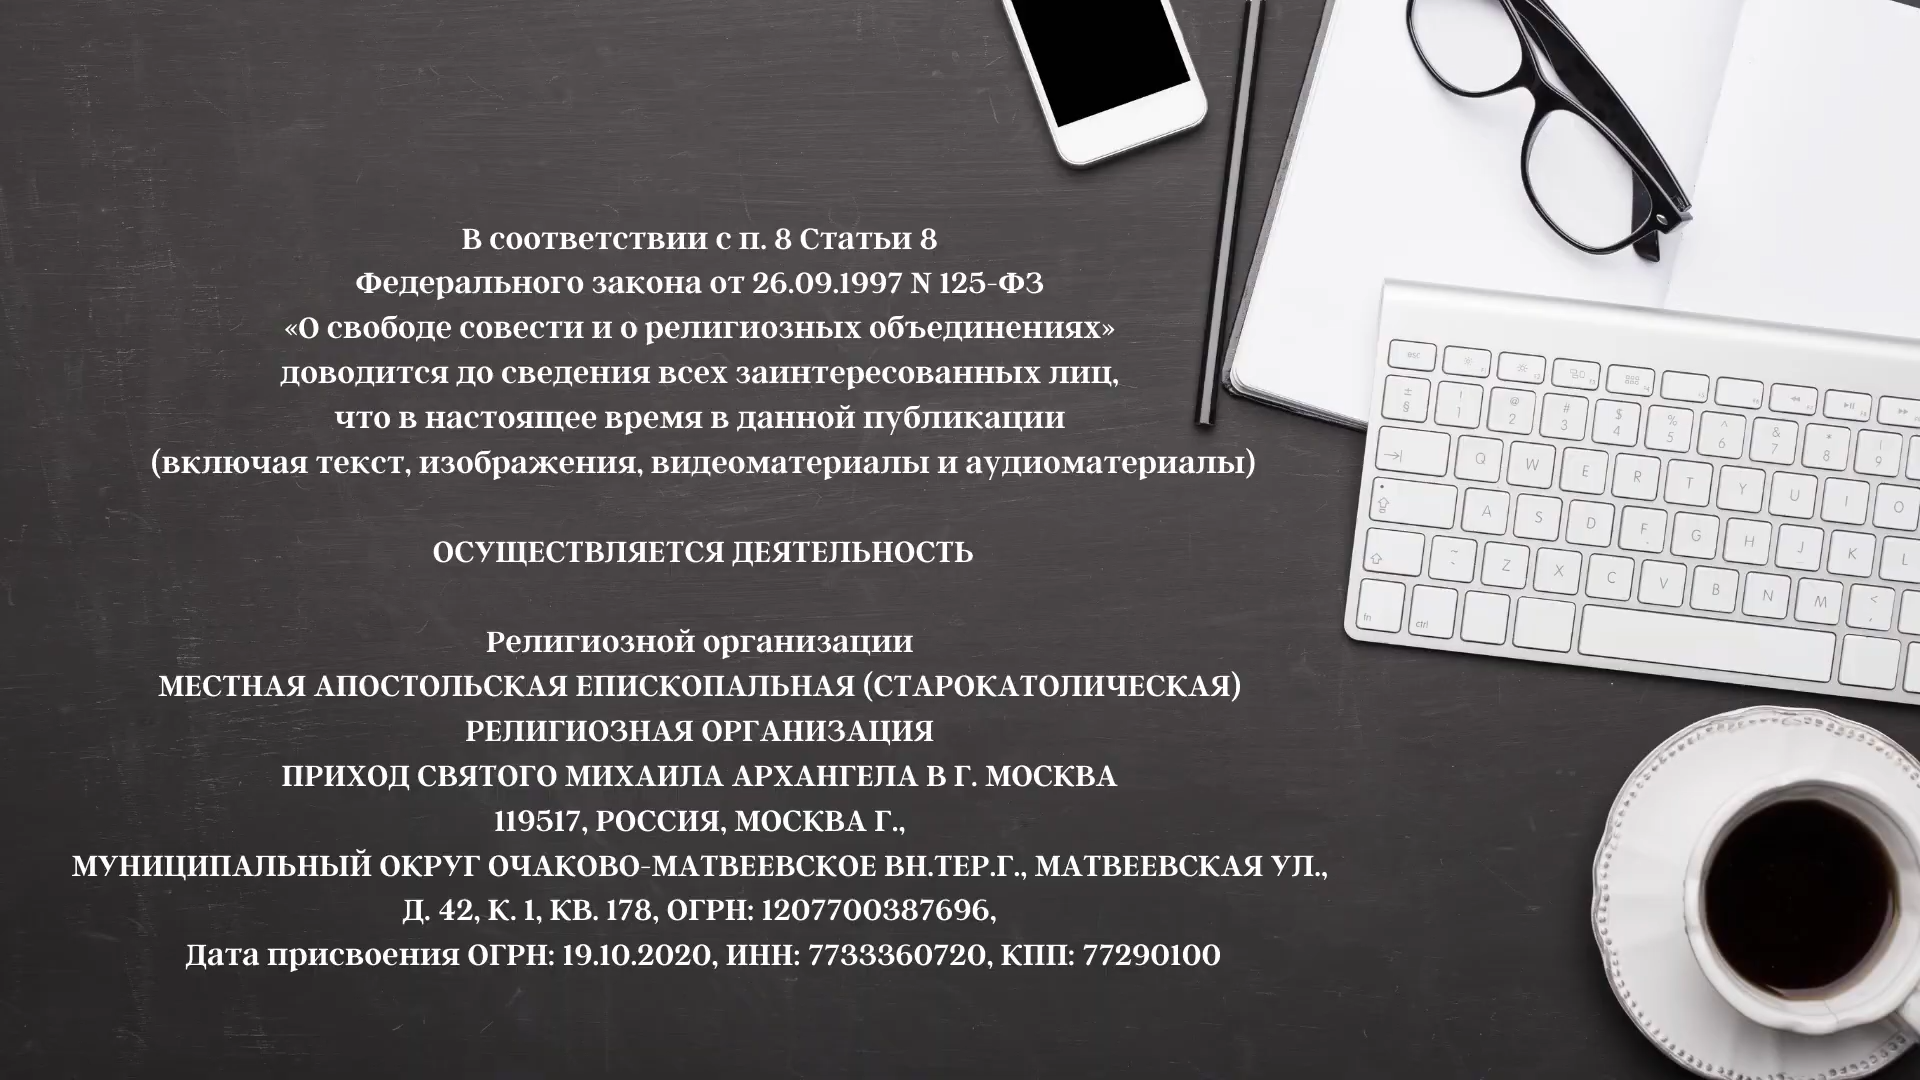 В соответствии с п. 8 Статьи 8
Федерального закона от 26.09.1997 N 125-ФЗ
«О свободе совести и о религиозных объединениях»
доводится до сведения всех заинтересованных лиц,
что в настоящее время в данной публикации
(включая текст, изображения, видеоматериалы и аудиоматериалы)
ОСУЩЕСТВЛЯЕТСЯ ДЕЯТЕЛЬНОСТЬ
Религиозной организации
МЕСТНАЯ АПОСТОЛЬСКАЯ ЕПИСКОПАЛЬНАЯ (СТАРОКАТОЛИЧЕСКАЯ)
РЕЛИГИОЗНАЯ ОРГАНИЗАЦИЯ
ПРИХОД СВЯТОГО МИХАИЛА АРХАНГЕЛА В Г. МОСКВА
119517, РОССИЯ, МОСКВА Г.,
МУНИЦИПАЛЬНЫЙ ОКРУГ ОЧАКОВО-МАТВЕЕВСКОЕ ВН.ТЕР.Г., МАТВЕЕВСКАЯ УЛ.,
Д. 42, К. 1, КВ. 178, ОГРН: 1207700387696,
Дата присвоения ОГРН: 19.10.2020, ИНН: 7733360720, КПП: 77290100